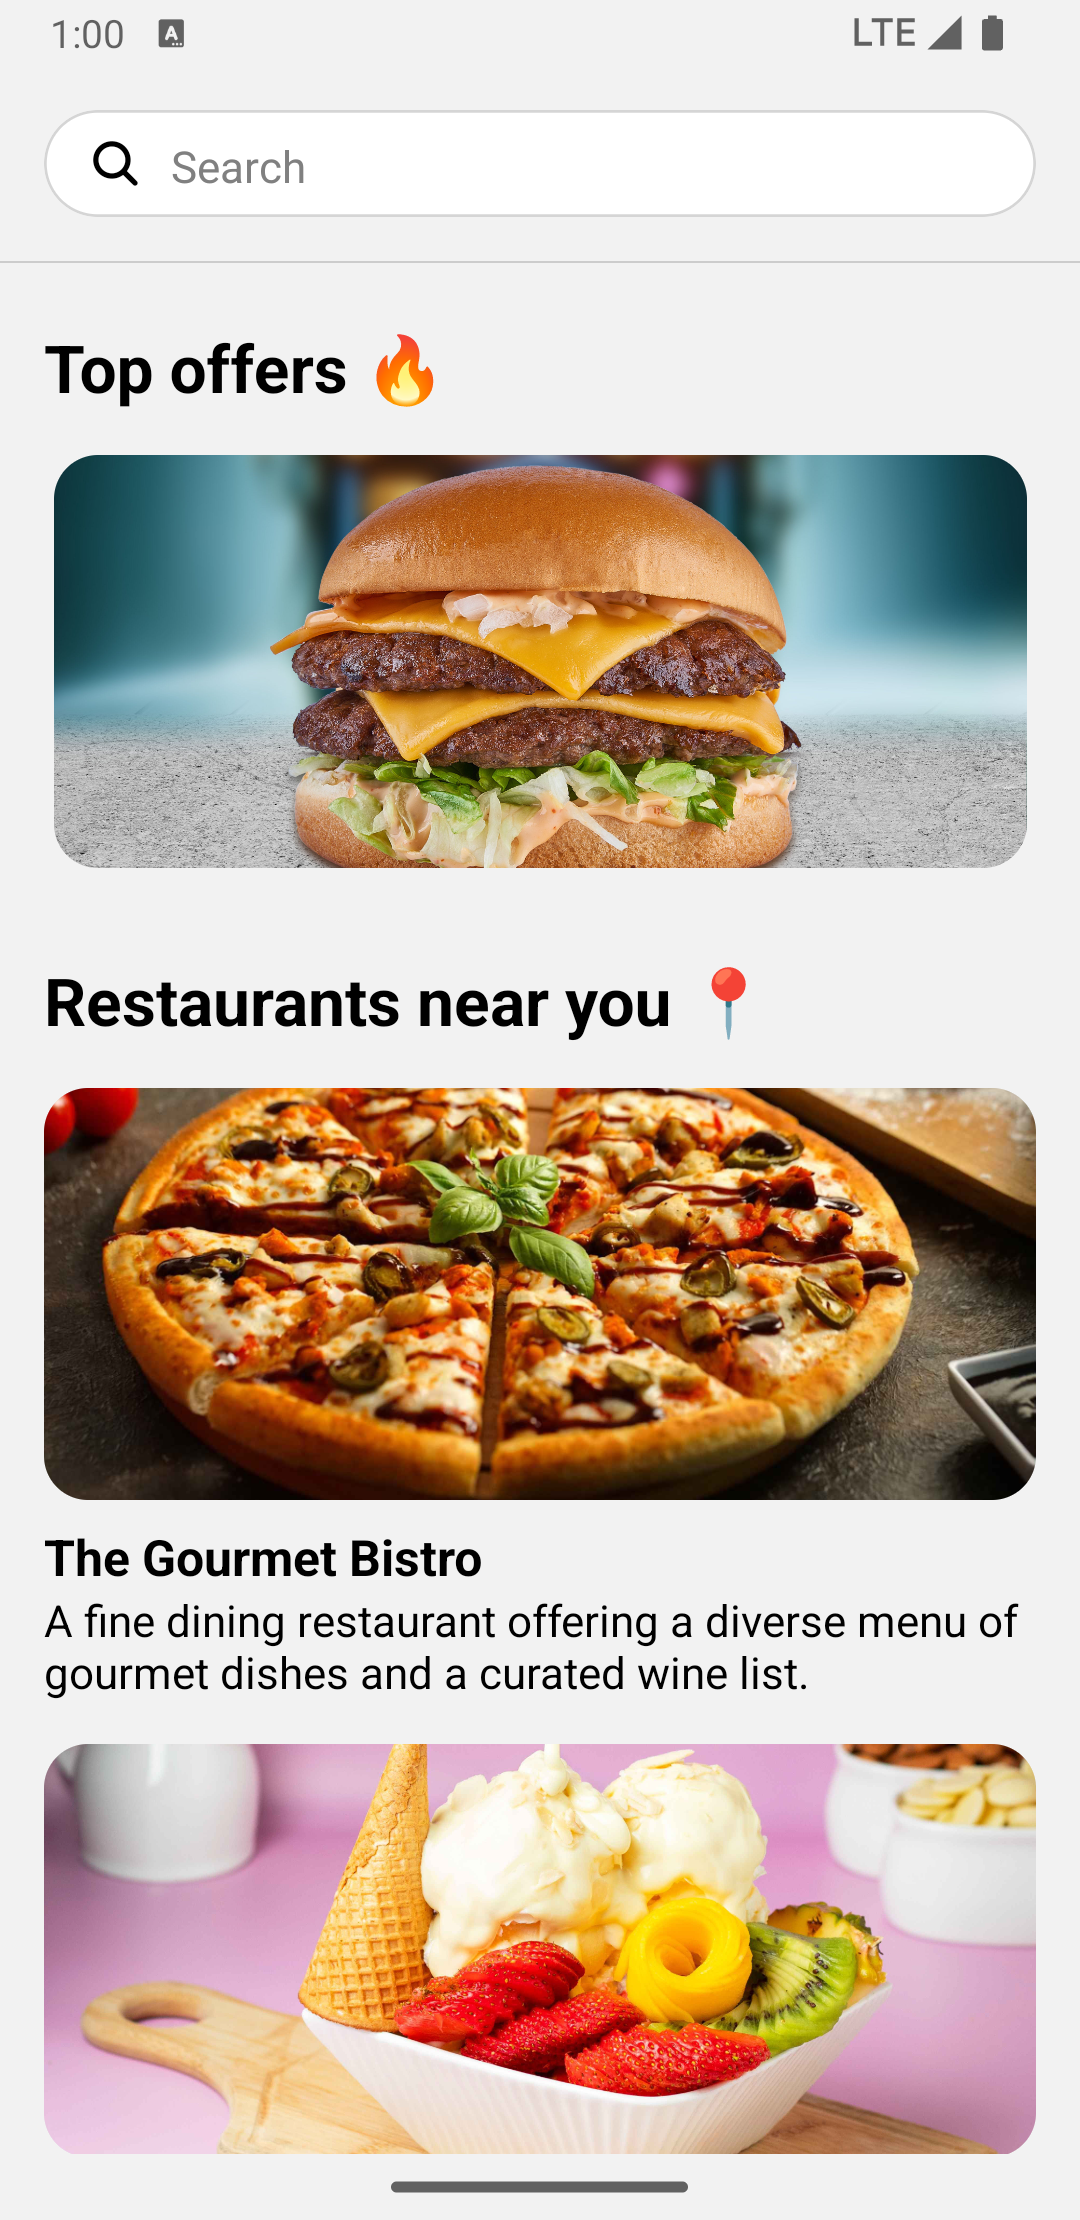 1:00
LTE
Search
Top offers 🔥
Restaurants near you 📍
The Gourmet Bistro
A fine dining restaurant offering a diverse menu of
gourmet dishes and a curated wine list.